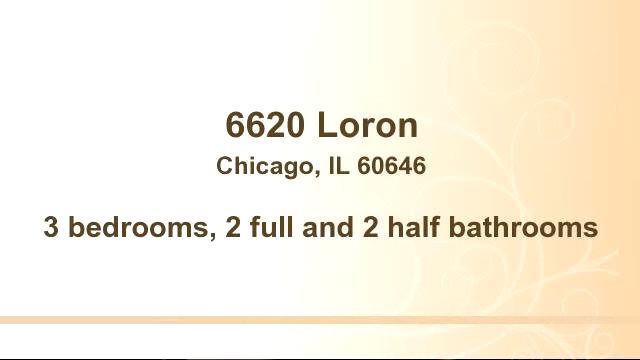 6620 Loron
Chicago, IL 60646
3 bedrooms, 2 full and 2 half bathrooms